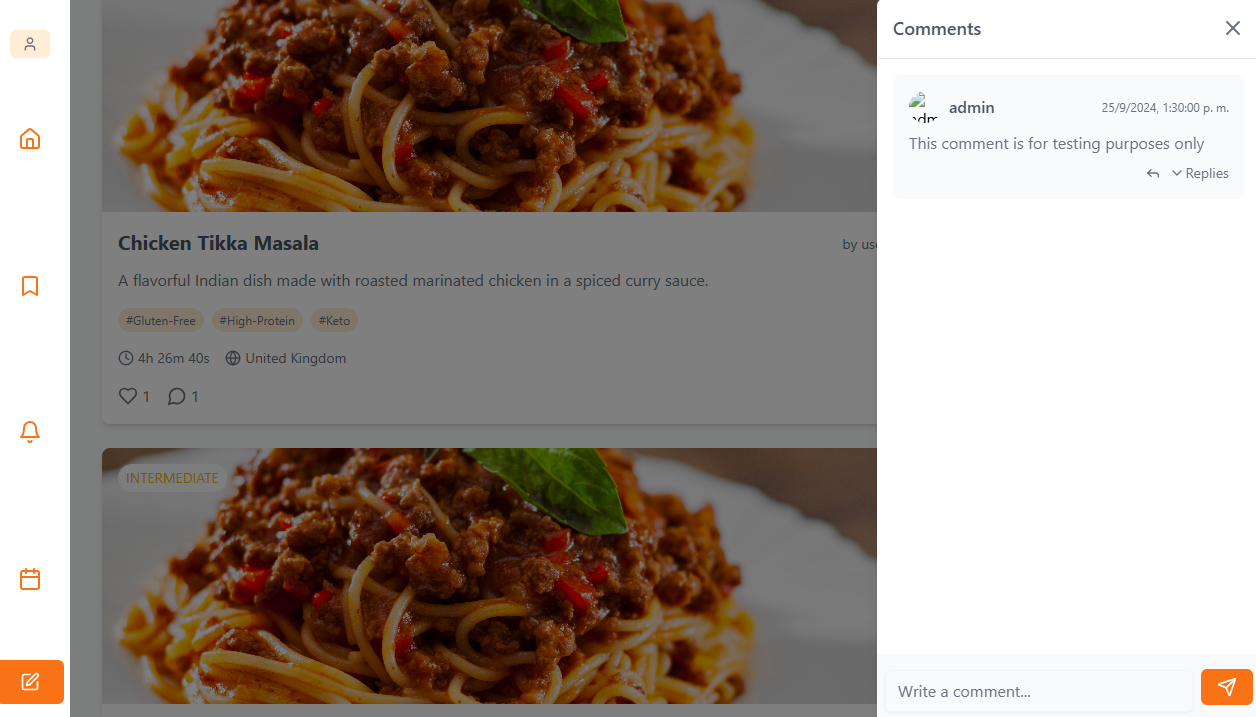 Comments
admin
25/9/2024, 1:30:00 p. m.
This comment is for testing purposes only
Replies
Chicken Tikka Masala
by
A flavorful Indian dish made with roasted marinated chicken in a spiced curry sauce.
#Gluten-Free #High-Protein #Keto
4h 26m 40s United Kingdom
1 1
INTERMEDIATE
Write a comment...